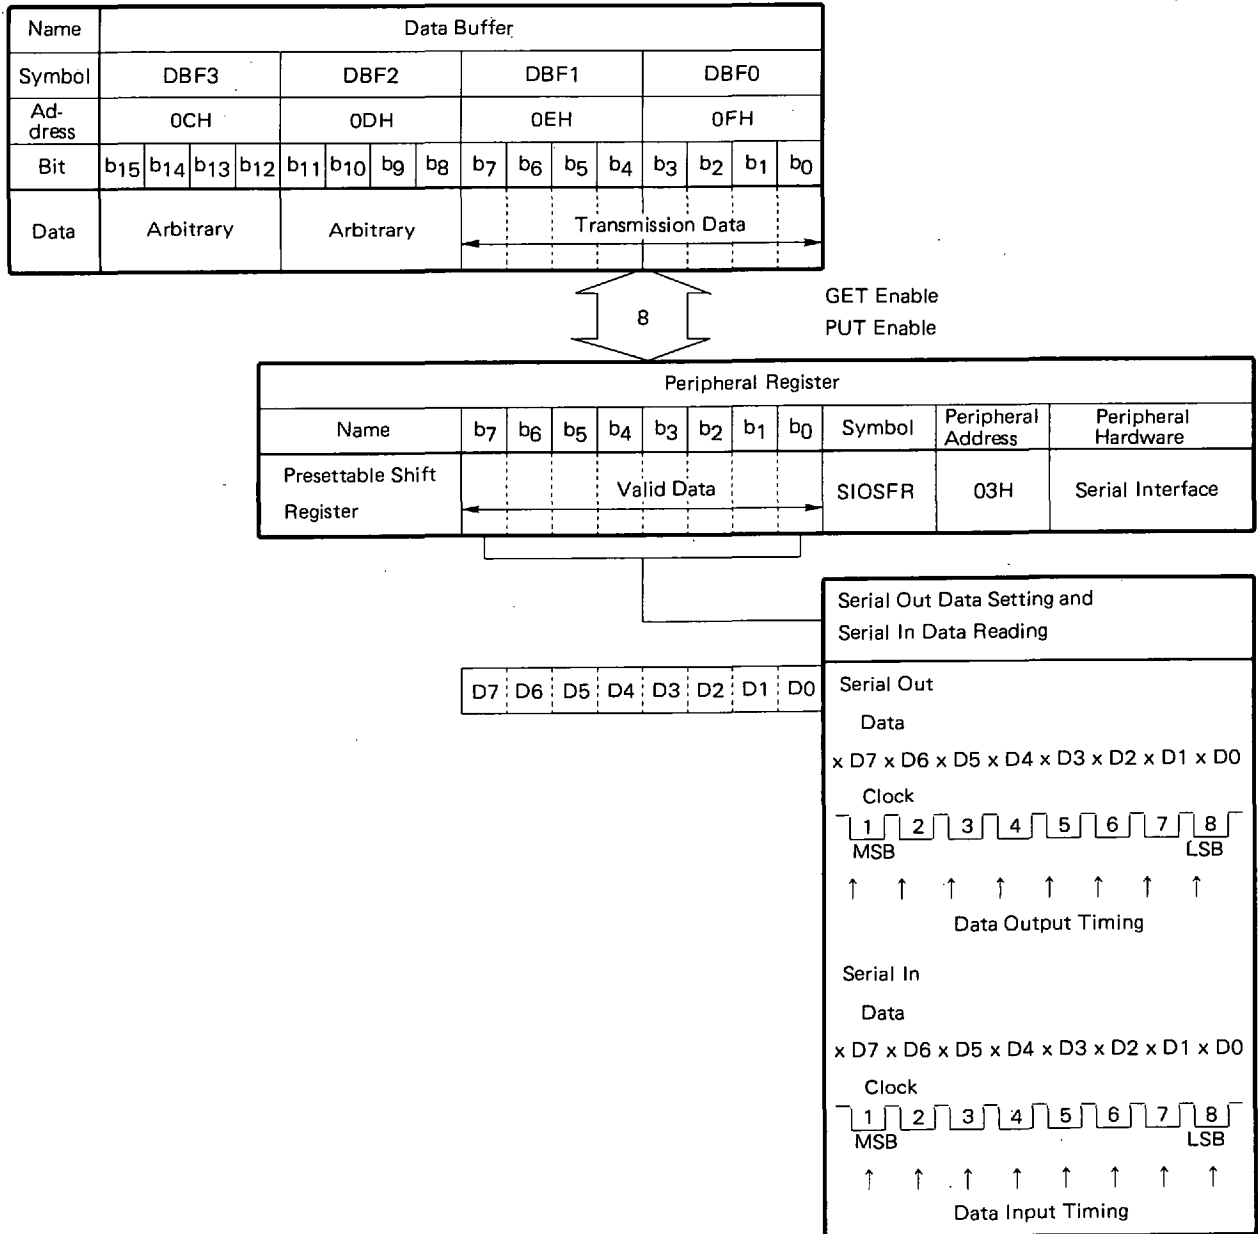 Name Data Buffer
Symbol DBF3 DBF2 DBF1 DBF0
Ad-
dress 0CH 0DH 0EH 0FH
Bit b15 b14 b13 b12 b11 b10 b9 b8 b7 b6 b5 b4 b3 b2 b1 b0
Data Arbitrary Arbitrary Transmission Data
8
GET Enable
PUT Enable
Peripheral Register
Name b7 b6 b5 b4 b3 b2 b1 b0 Symbol Peripheral Address Peripheral Hardware
Presettable Shift
Register Valid Data SIOSFR 03H Serial Interface
Serial Out Data Setting and
Serial In Data Reading
D7 D6 D5 D4 D3 D2 D1 D0
Serial Out
Data
x D7 x D6 x D5 x D4 x D3 x D2 x D1 x D0
Clock
1 2 3 4 5 6 7 8
MSB LSB
↑ ↑ ↑ ↑ ↑ ↑ ↑ ↑
Data Output Timing
Serial In
Data
x D7 x D6 x D5 x D4 x D3 x D2 x D1 x D0
Clock
1 2 3 4 5 6 7 8
MSB LSB
↑ ↑ ↑ ↑ ↑ ↑ ↑ ↑
Data Input Timing